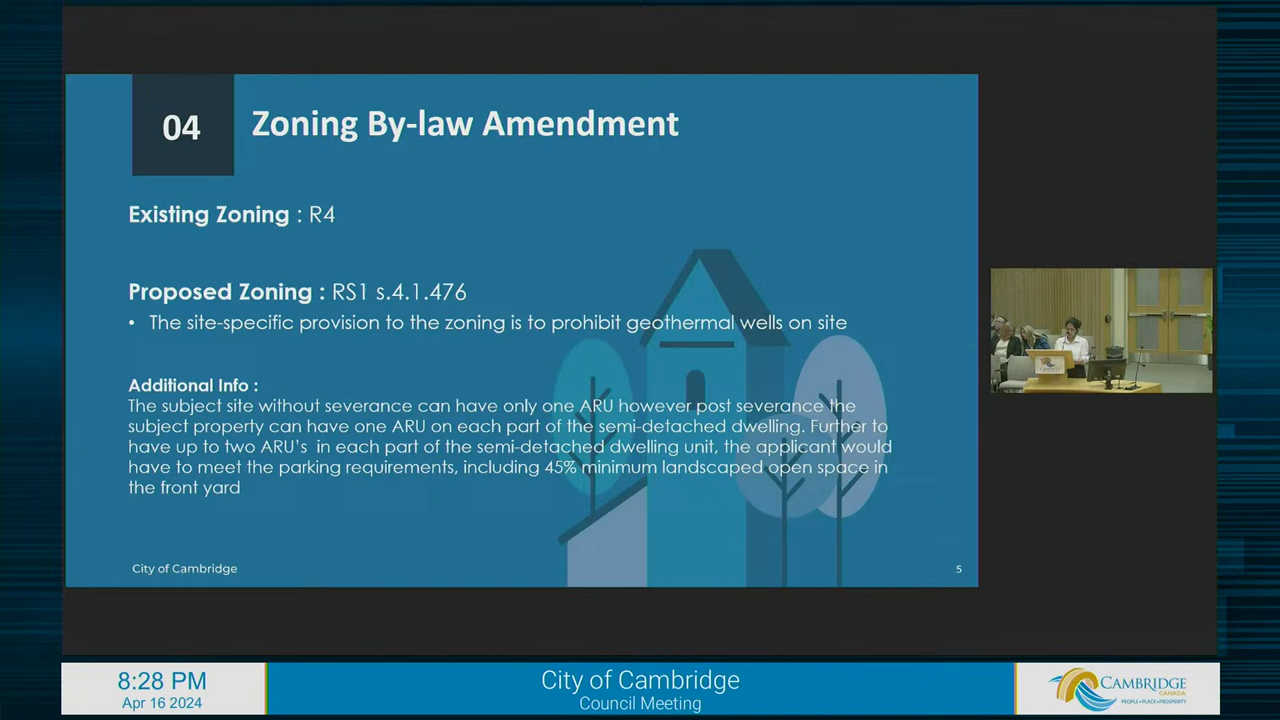 04
Zoning By-law Amendment
Existing Zoning : R4
Proposed Zoning : RS1 s.4.1.476
• The site-specific provision to the zoning is to prohibit geothermal wells on site
Additional Info :
The subject site without severance can have only one ARU however post severance the
subject property can have one ARU on each part of the semi-detached dwelling. Further to
have up to two ARU's in each part of the semi-detached dwelling unit, the applicant would
have to meet the parking requirements, including 45% minimum landscaped open space in
the front yard
City of Cambridge
5
8:28 PM
Apr 16 2024
City of Cambridge
Council Meeting
CAMBRIDGE
CANADA
PEOPLE • PLACE • PROSPERITY